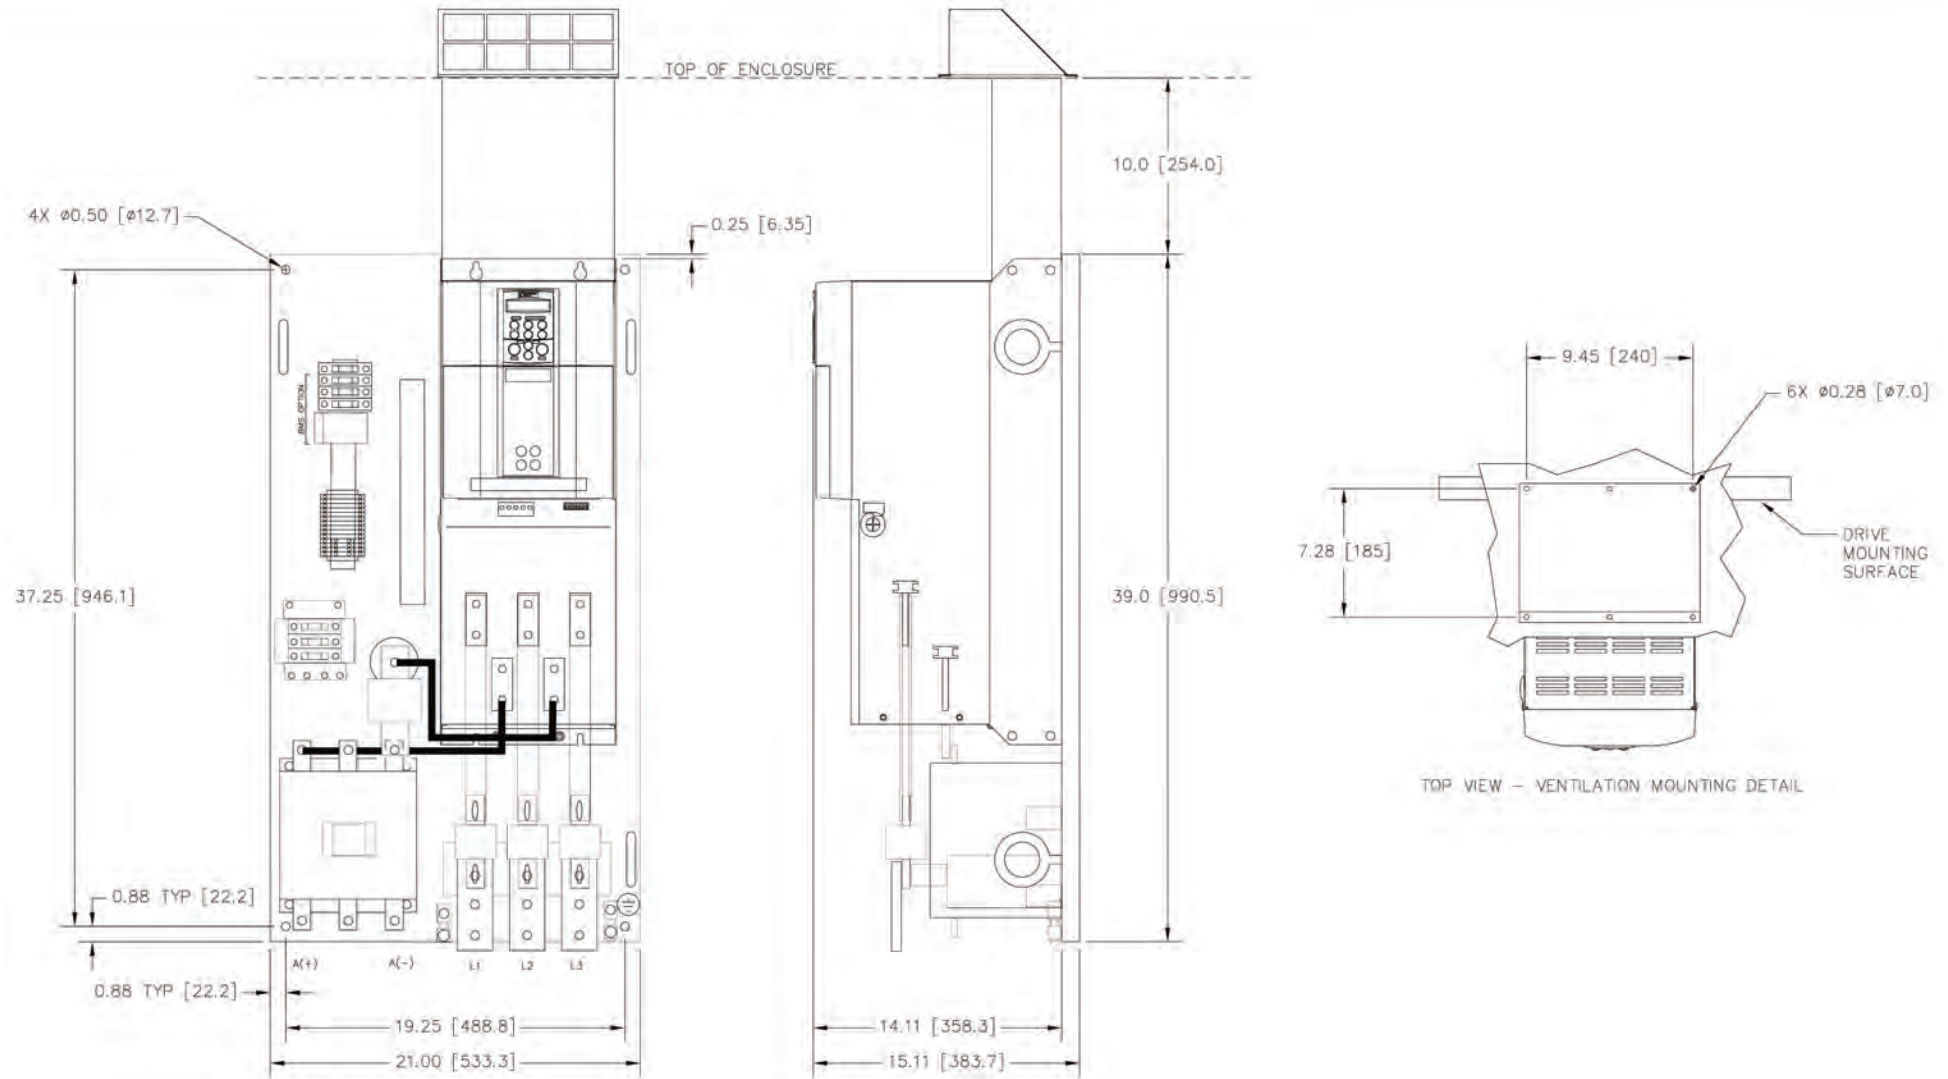 TOP OF ENCLOSURE
10.0 [254.0]
4X ø0.50 [ø12.7]
0.25 [6.35]
9.45 [240]
6X ø0.28 [ø7.0]
BMS OPTION
DRIVE
MOUNTING
SURFACE
7.28 [185]
37.25 [946.1]
39.0 [990.5]
TOP VIEW - VENTILATION MOUNTING DETAIL
0.88 TYP [22.2]
A(+) A(-) L1 L2 L3
0.88 TYP [22.2]
19.25 [488.8]
14.11 [358.3]
21.00 [533.3]
15.11 [383.7]